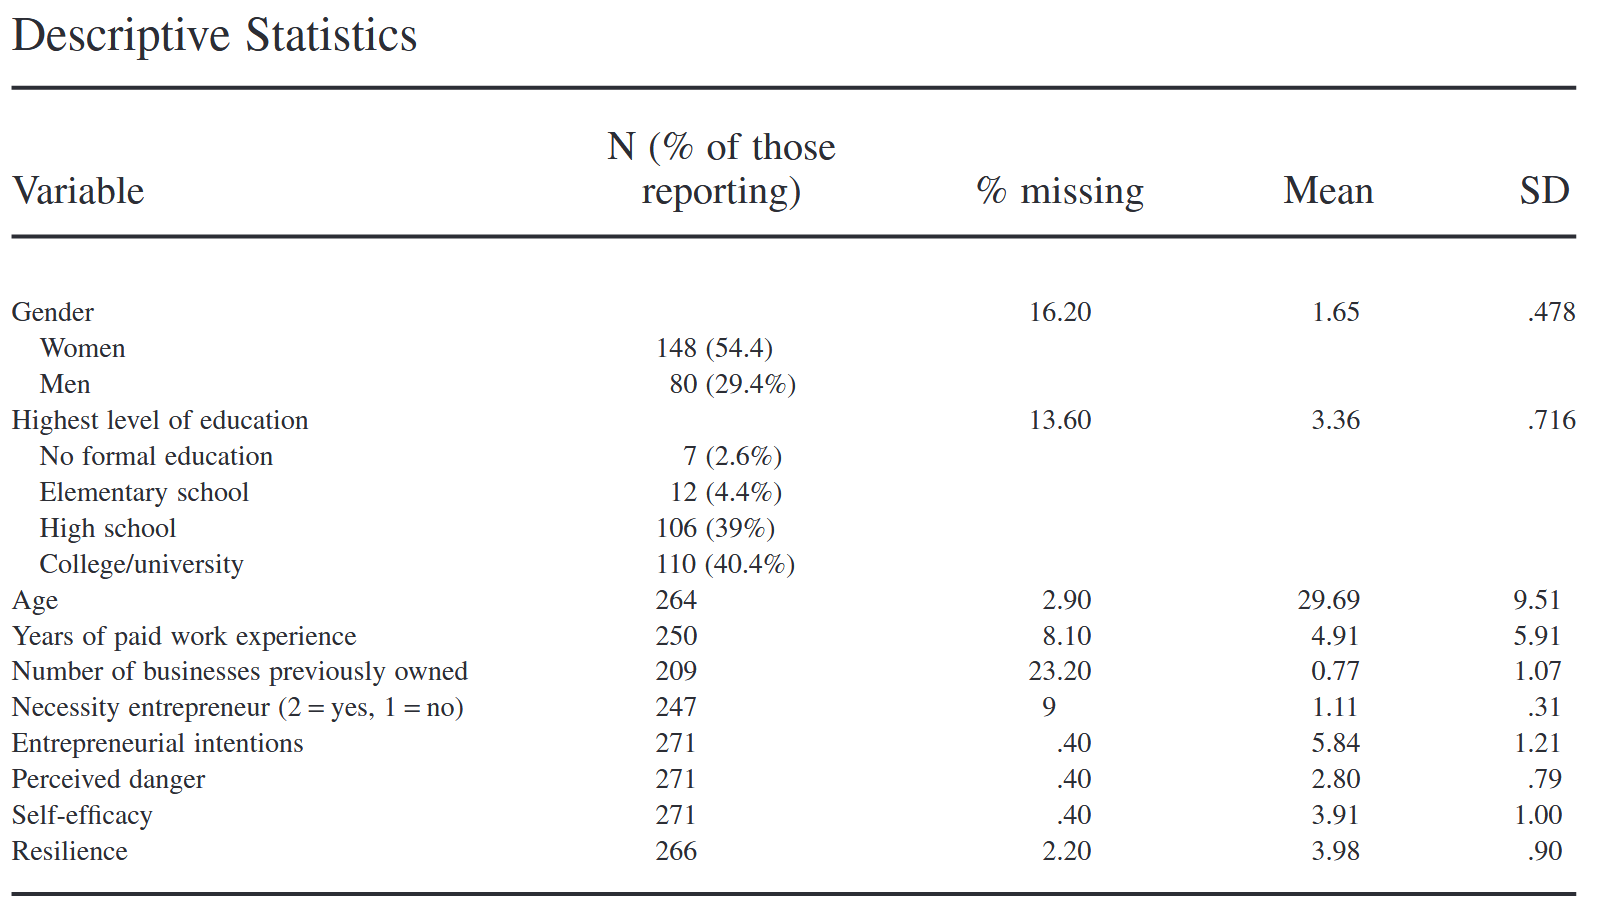 Descriptive Statistics
Variable N (% of those reporting) % missing Mean SD
Gender 16.20 1.65 .478
Women 148 (54.4)
Men 80 (29.4%)
Highest level of education 13.60 3.36 .716
No formal education 7 (2.6%)
Elementary school 12 (4.4%)
High school 106 (39%)
College/university 110 (40.4%)
Age 264 2.90 29.69 9.51
Years of paid work experience 250 8.10 4.91 5.91
Number of businesses previously owned 209 23.20 0.77 1.07
Necessity entrepreneur (2 = yes, 1 = no) 247 9 1.11 .31
Entrepreneurial intentions 271 .40 5.84 1.21
Perceived danger 271 .40 2.80 .79
Self-efficacy 271 .40 3.91 1.00
Resilience 266 2.20 3.98 .90